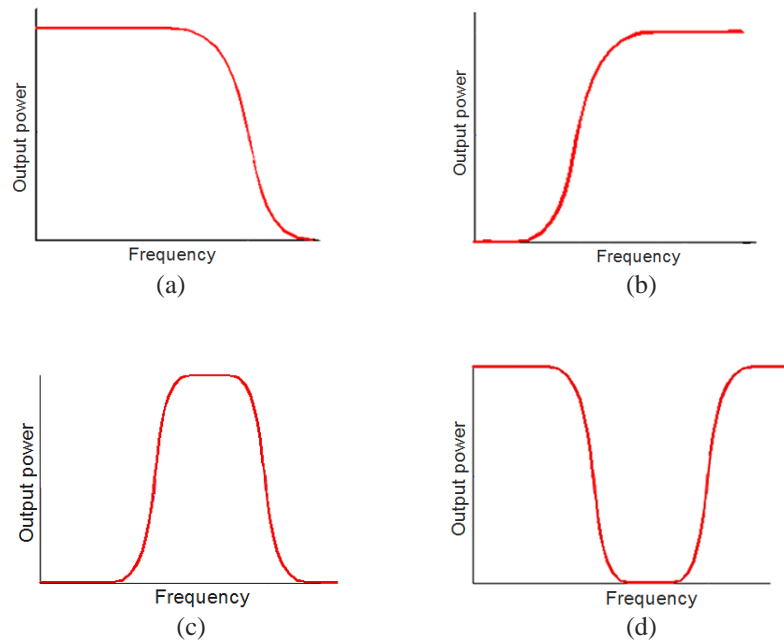 Output power
Frequency
(a)
Output power
Frequency
(b)
Output power
Frequency
(c)
Output power
Frequency
(d)